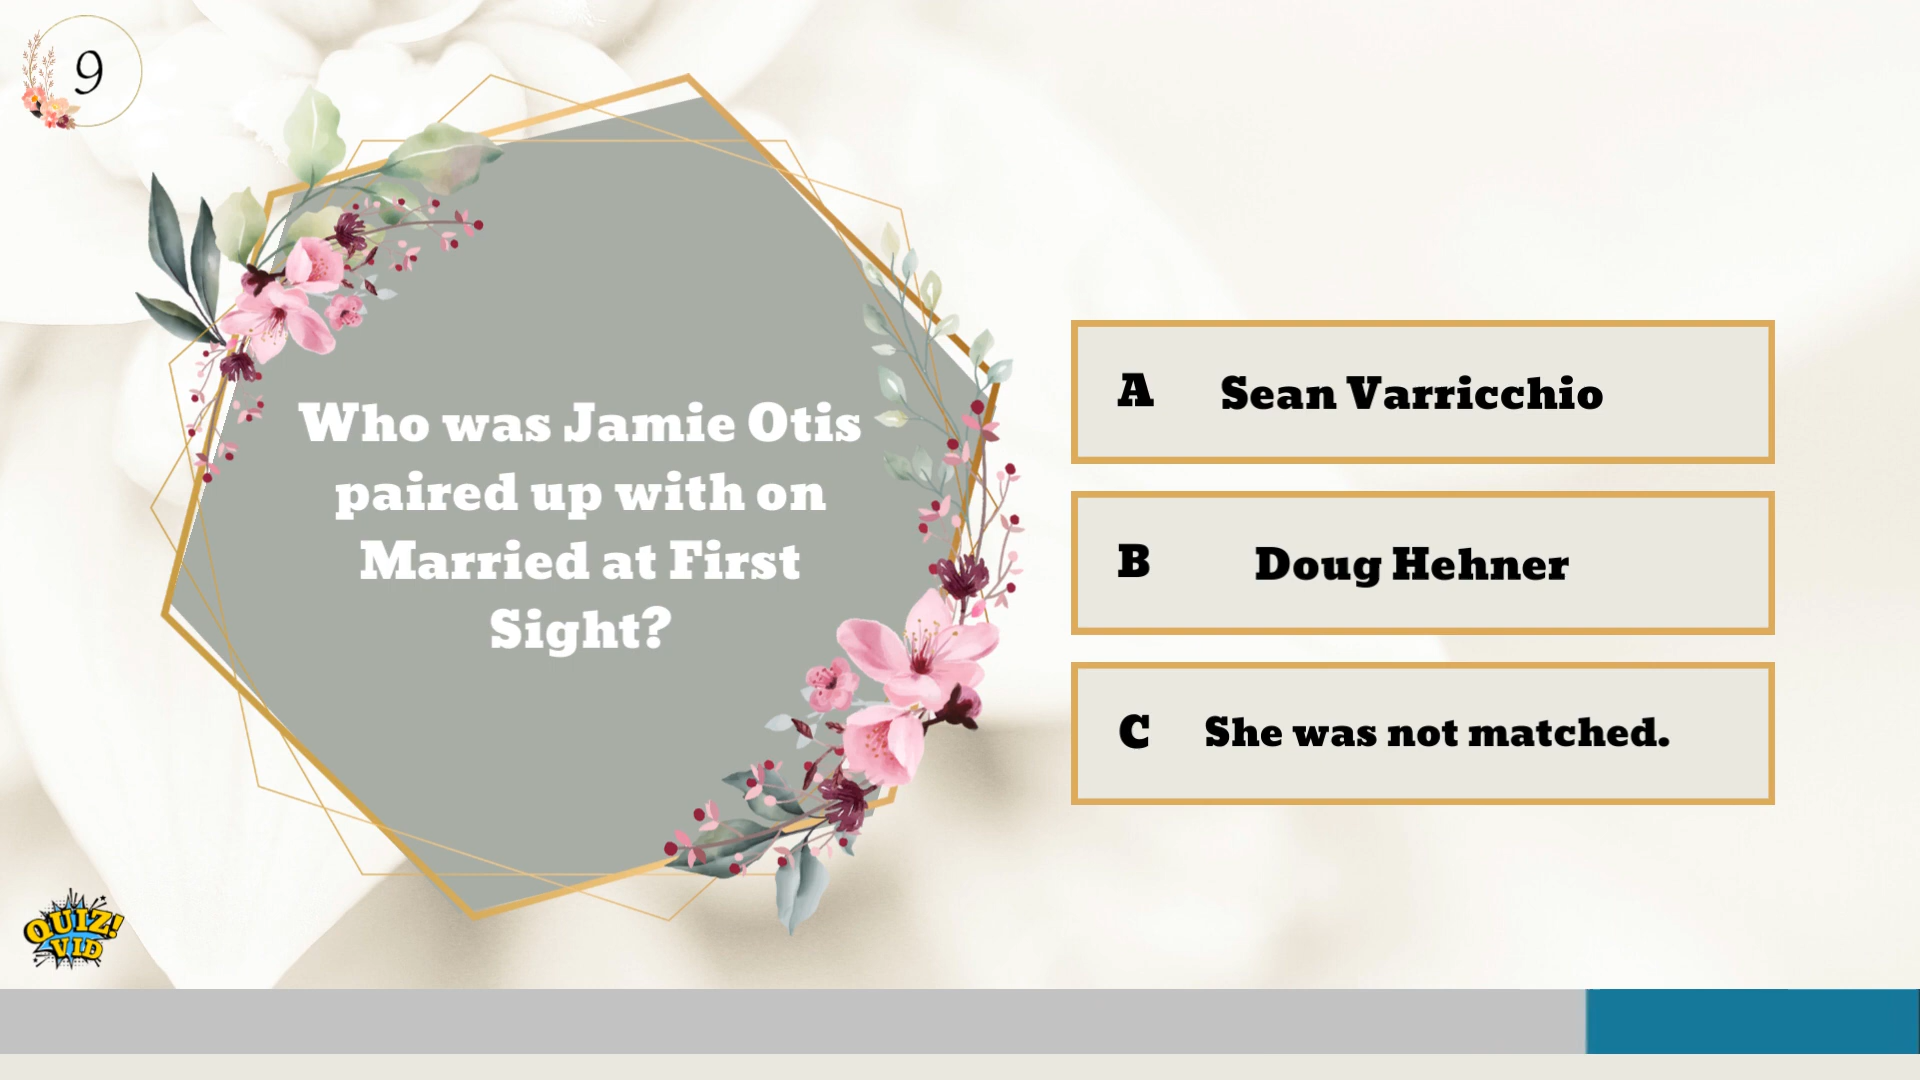 9
Who was Jamie Otis
paired up with on
Married at First
Sight?
A Sean Varricchio
B Doug Hehner
C She was not matched.
QUIZ!
VID